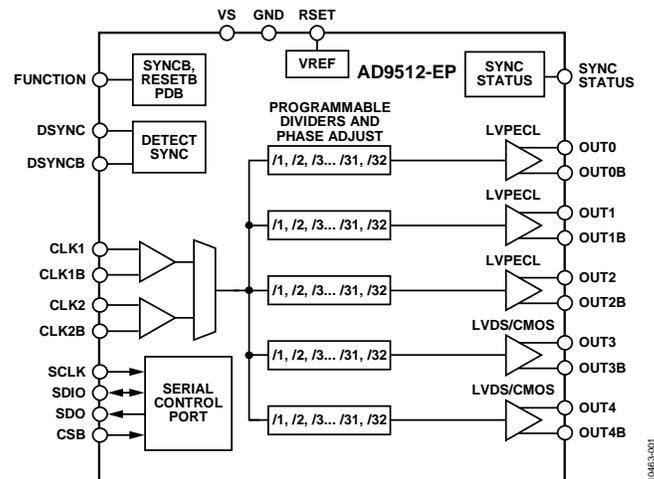 VS GND RSET
FUNCTION
SYNCB,
RESETB
PDB
VREF
AD9512-EP
SYNC
STATUS
SYNC
STATUS
DSYNC
DSYNCB
DETECT
SYNC
PROGRAMMABLE
DIVIDERS AND
PHASE ADJUST
/1, /2, /3... /31, /32
LVPECL
OUT0
OUT0B
/1, /2, /3... /31, /32
LVPECL
OUT1
OUT1B
CLK1
CLK1B
CLK2
CLK2B
/1, /2, /3... /31, /32
LVPECL
OUT2
OUT2B
/1, /2, /3... /31, /32
LVDS/CMOS
OUT3
OUT3B
SCLK
SDIO
SDO
CSB
SERIAL
CONTROL
PORT
/1, /2, /3... /31, /32
LVDS/CMOS
OUT4
OUT4B
10463-001